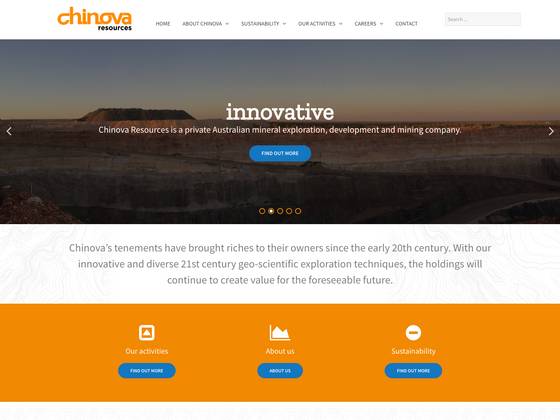 chinova
resources
HOME
ABOUT CHINOVA
SUSTAINABILITY
OUR ACTIVITIES
CAREERS
CONTACT
Search ...
innovative
Chinova Resources is a private Australian mineral exploration, development and mining company.
FIND OUT MORE
Chinova's tenements have brought riches to their owners since the early 20th century. With our
innovative and diverse 21st century geo-scientific exploration techniques, the holdings will
continue to create value for the foreseeable future.
Our activities
About us
Sustainability
FIND OUT MORE
ABOUT US
FIND OUT MORE